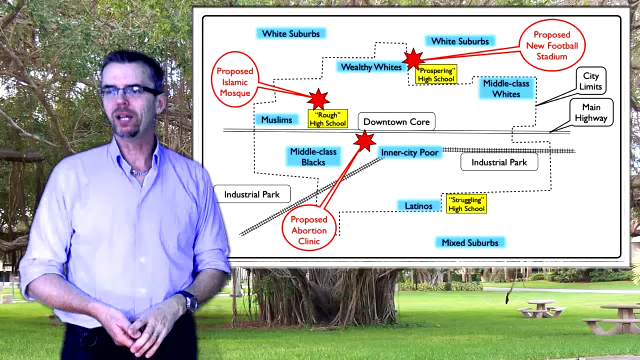 White Suburbs
White Suburbs
Proposed
New Football
Stadium
Proposed
Islamic
Mosque
Wealthy Whites
"Prospering"
High School
Middle-class
Whites
City
Limits
Main
Highway
Muslims
"Rough"
High School
Downtown Core
Middle-class
Blacks
Inner-city Poor
Industrial Park
Industrial Park
Proposed
Abortion
Clinic
Latinos
"Struggling"
High School
Mixed Suburbs